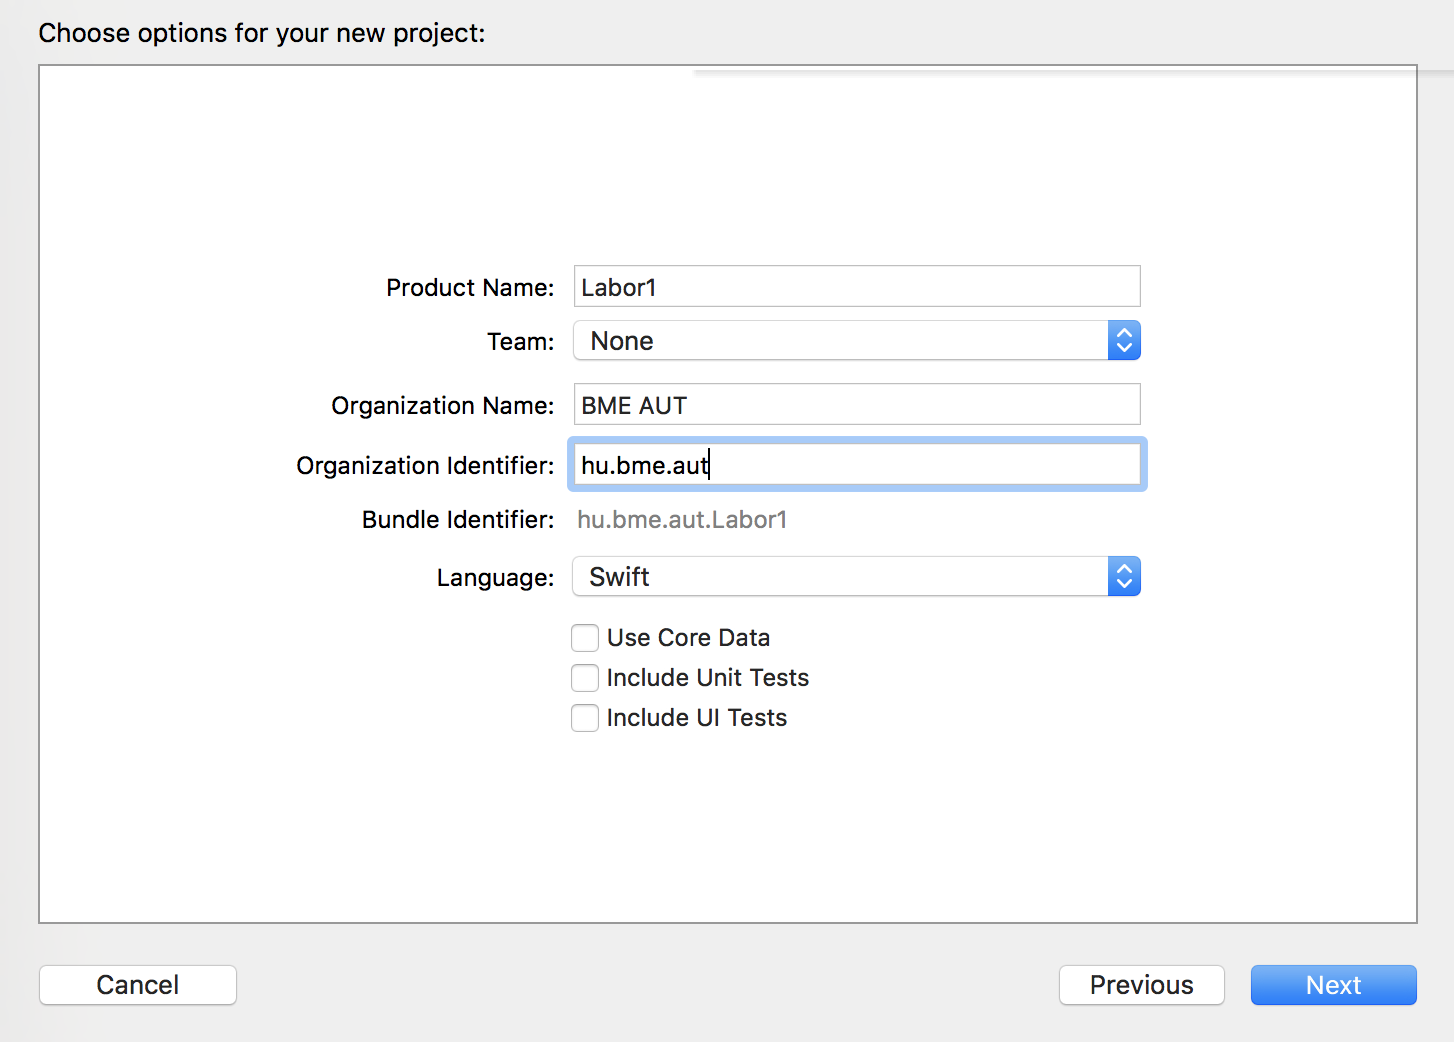 Choose options for your new project:
Product Name: Labor1
Team: None
Organization Name: BME AUT
Organization Identifier: hu.bme.aut
Bundle Identifier: hu.bme.aut.Labor1
Language: Swift
Use Core Data
Include Unit Tests
Include UI Tests
Cancel Previous Next